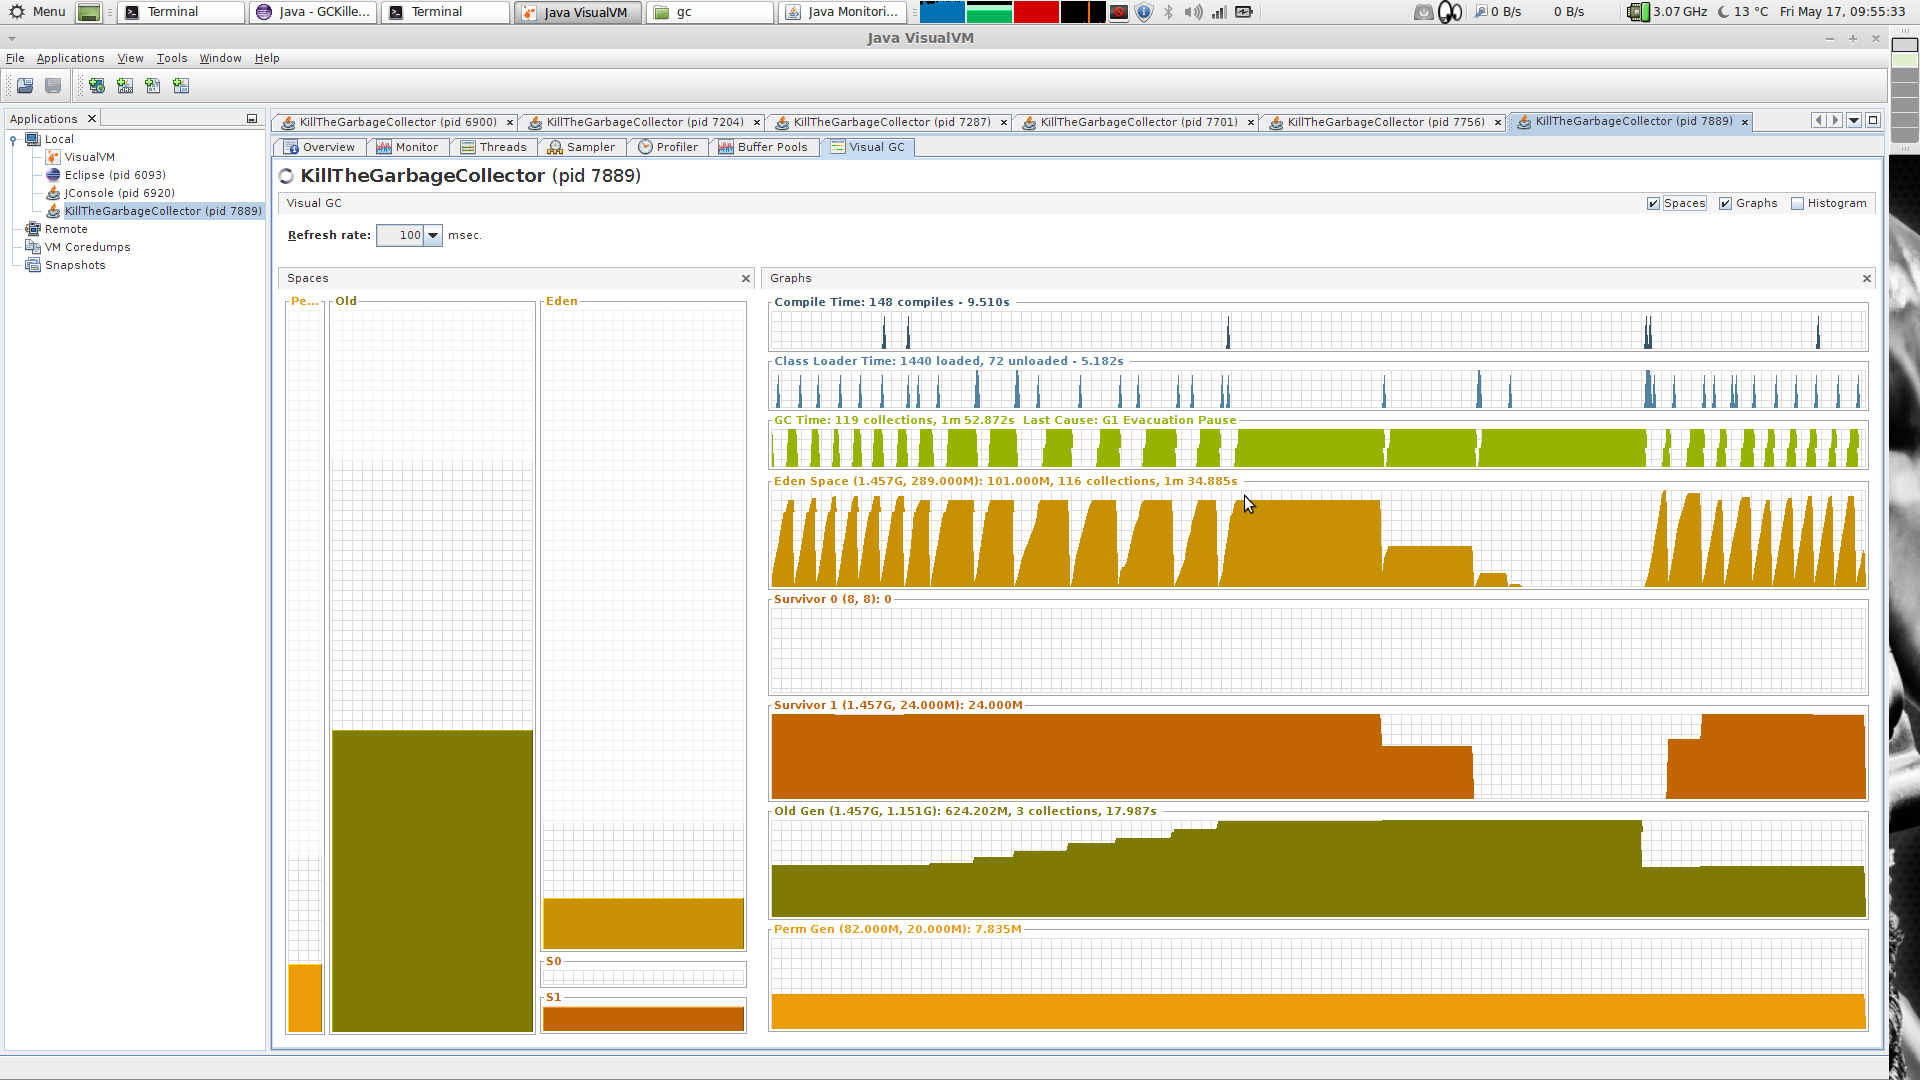 Menu
Terminal
Java - GCKille...
Terminal
Java VisualVM
gc
Java Monitori...
0 B/s
0 B/s
3.07 GHz
13 °C
Fri May 17, 09:55:33
Java VisualVM
File Applications View Tools Window Help
Applications
Local
VisualVM
Eclipse (pid 6093)
JConsole (pid 6920)
KillTheGarbageCollector (pid 7889)
Remote
VM Coredumps
Snapshots
KillTheGarbageCollector (pid 6900)
KillTheGarbageCollector (pid 7204)
KillTheGarbageCollector (pid 7287)
KillTheGarbageCollector (pid 7701)
KillTheGarbageCollector (pid 7756)
KillTheGarbageCollector (pid 7889)
Overview
Monitor
Threads
Sampler
Profiler
Buffer Pools
Visual GC
KillTheGarbageCollector (pid 7889)
Visual GC
Spaces
Graphs
Histogram
Refresh rate: 100 msec.
Spaces
Pe...
Old
Eden
S0
S1
Graphs
Compile Time: 148 compiles - 9.510s
Class Loader Time: 1440 loaded, 72 unloaded - 5.182s
GC Time: 119 collections, 1m 52.872s Last Cause: G1 Evacuation Pause
Eden Space (1.457G, 289.000M): 101.000M, 116 collections, 1m 34.885s
Survivor 0 (8, 8): 0
Survivor 1 (1.457G, 24.000M): 24.000M
Old Gen (1.457G, 1.151G): 624.202M, 3 collections, 17.987s
Perm Gen (82.000M, 20.000M): 7.835M